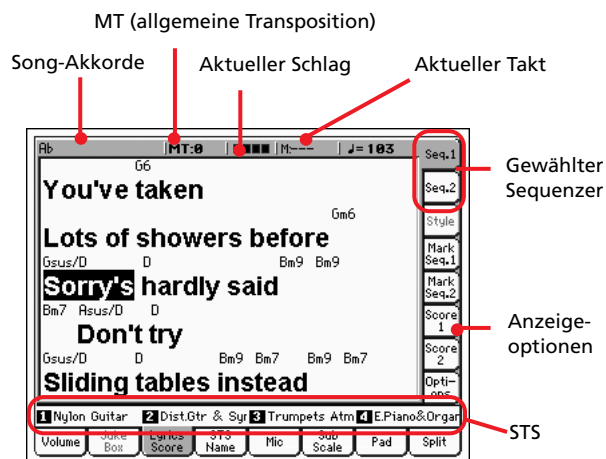 MT (allgemeine Transposition)
Song-Akkorde
Aktueller Schlag
Aktueller Takt
Ab
MT:0
M:---
♩= 103
Seq.1
G6
You've taken
Seq.2
Gewählter
Sequenzer
Gm6
Style
Lots of showers before
Mark
Seq.1
Gsus/D D Bm9 Bm9
Sorry's hardly said
Mark
Seq.2
Bm7 Asus/D D
Don't try
Score
1
Anzeige-
optionen
Gsus/D D Bm9 Bm7 Bm9 Bm7
Score
2
Sliding tables instead
Opti-
ons
1 Nylon Guitar 2 Dist.Gtr & Syr 3 Trumpets Atm 4 E.Piano&Organ
STS
Volume
Juke
Box
Lyrics
Score
STS
Name
Mic
Sub
Scale
Pad
Split